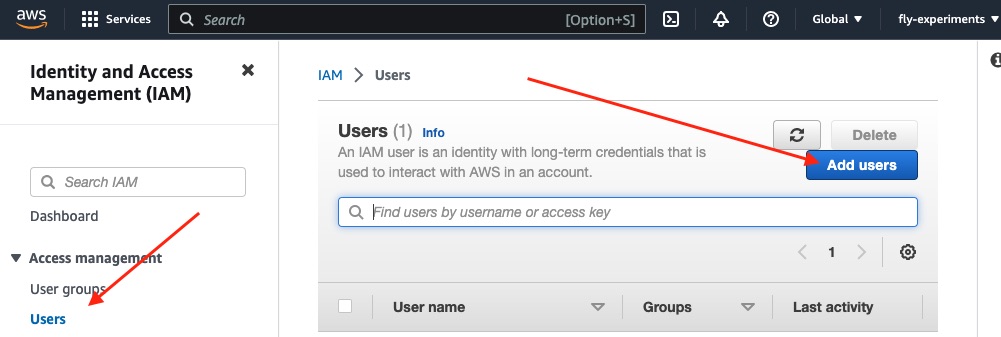 aws
Services
Search
[Option+S]
Global
fly-experiments
Identity and Access
Management (IAM)
Search IAM
Dashboard
Access management
User groups
Users
IAM > Users
Users (1) Info
An IAM user is an identity with long-term credentials that is
used to interact with AWS in an account.
Delete
Add users
Find users by username or access key
1
User name
Groups
Last activity